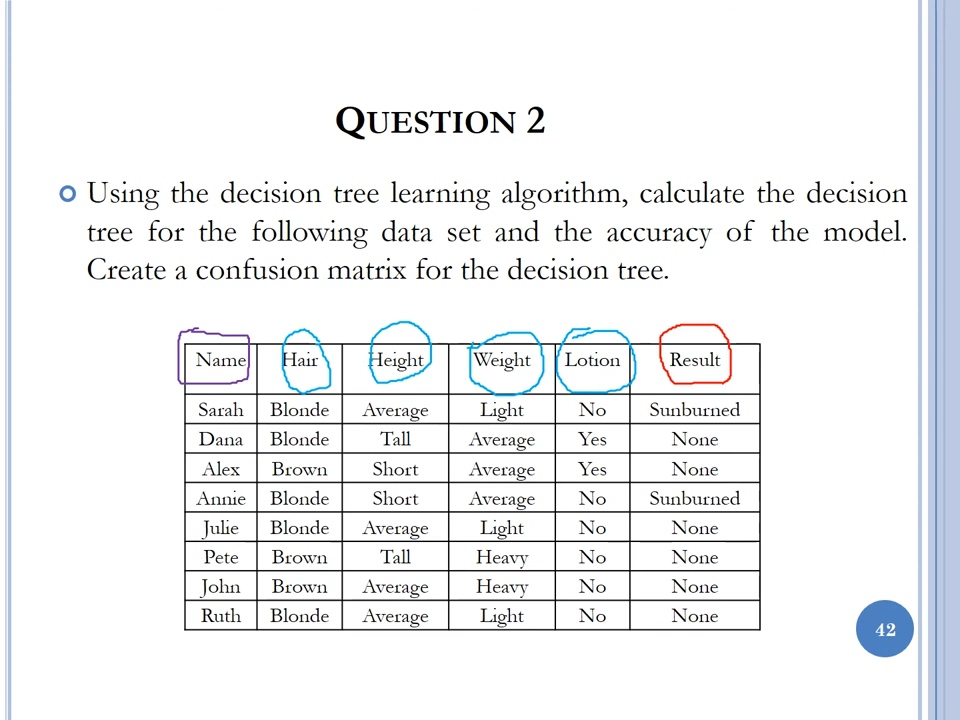 QUESTION 2
Using the decision tree learning algorithm, calculate the decision
tree for the following data set and the accuracy of the model.
Create a confusion matrix for the decision tree.
Name Hair Height Weight Lotion Result
Sarah Blonde Average Light No Sunburned
Dana Blonde Tall Average Yes None
Alex Brown Short Average Yes None
Annie Blonde Short Average No Sunburned
Julie Blonde Average Light No None
Pete Brown Tall Heavy No None
John Brown Average Heavy No None
Ruth Blonde Average Light No None
42